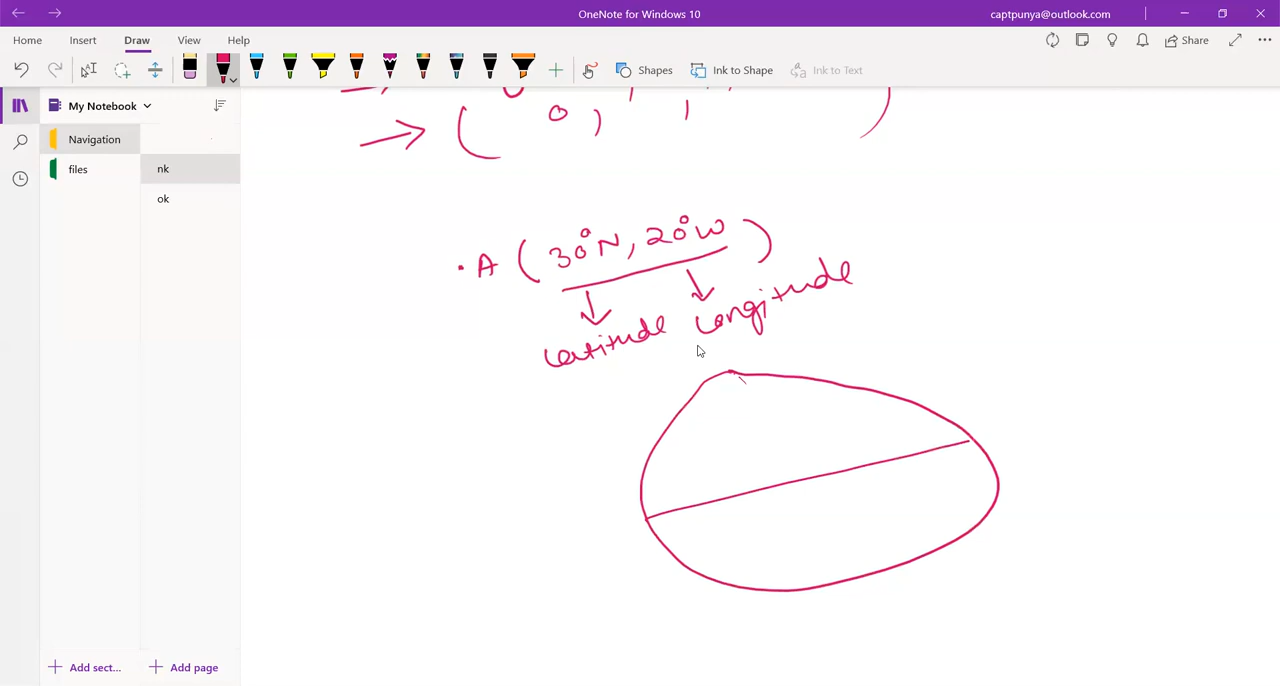 OneNote for Windows 10
captpunya@outlook.com
Home Insert Draw View Help
Share
Shapes Ink to Shape Ink to Text
My Notebook
Navigation
files
nk
ok
0, , )
→ (
. A ( 30°N, 20°W )
Latitude Longitude
+ Add sect... + Add page